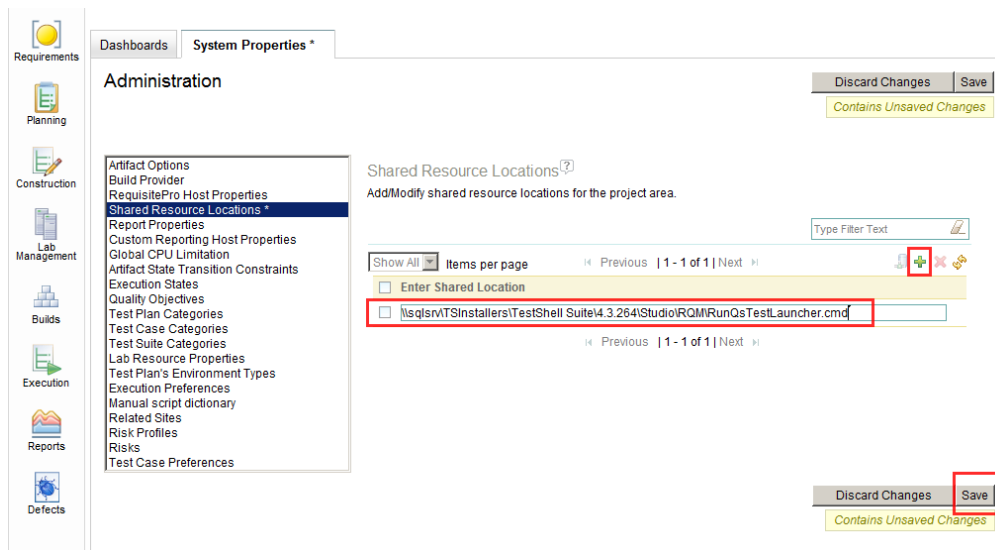 Requirements
Planning
Construction
Lab
Management
Builds
Execution
Reports
Defects
Dashboards
System Properties *
Administration
Discard Changes
Save
Contains Unsaved Changes
Artifact Options
Build Provider
RequisitePro Host Properties
Shared Resource Locations *
Report Properties
Custom Reporting Host Properties
Global CPU Limitation
Artifact State Transition Constraints
Execution States
Quality Objectives
Test Plan Categories
Test Case Categories
Test Suite Categories
Lab Resource Properties
Test Plan's Environment Types
Execution Preferences
Manual script dictionary
Related Sites
Risk Profiles
Risks
Test Case Preferences
Shared Resource Locations ?
Add/Modify shared resource locations for the project area.
Type Filter Text
Show All Items per page Previous | 1 - 1 of 1 | Next
Enter Shared Location
\\sqlsrv\TSInstallers\TestShell Suite\4.3.264\Studio\RQM\RunQsTestLauncher.cmd
Previous | 1 - 1 of 1 | Next
Discard Changes
Save
Contains Unsaved Changes